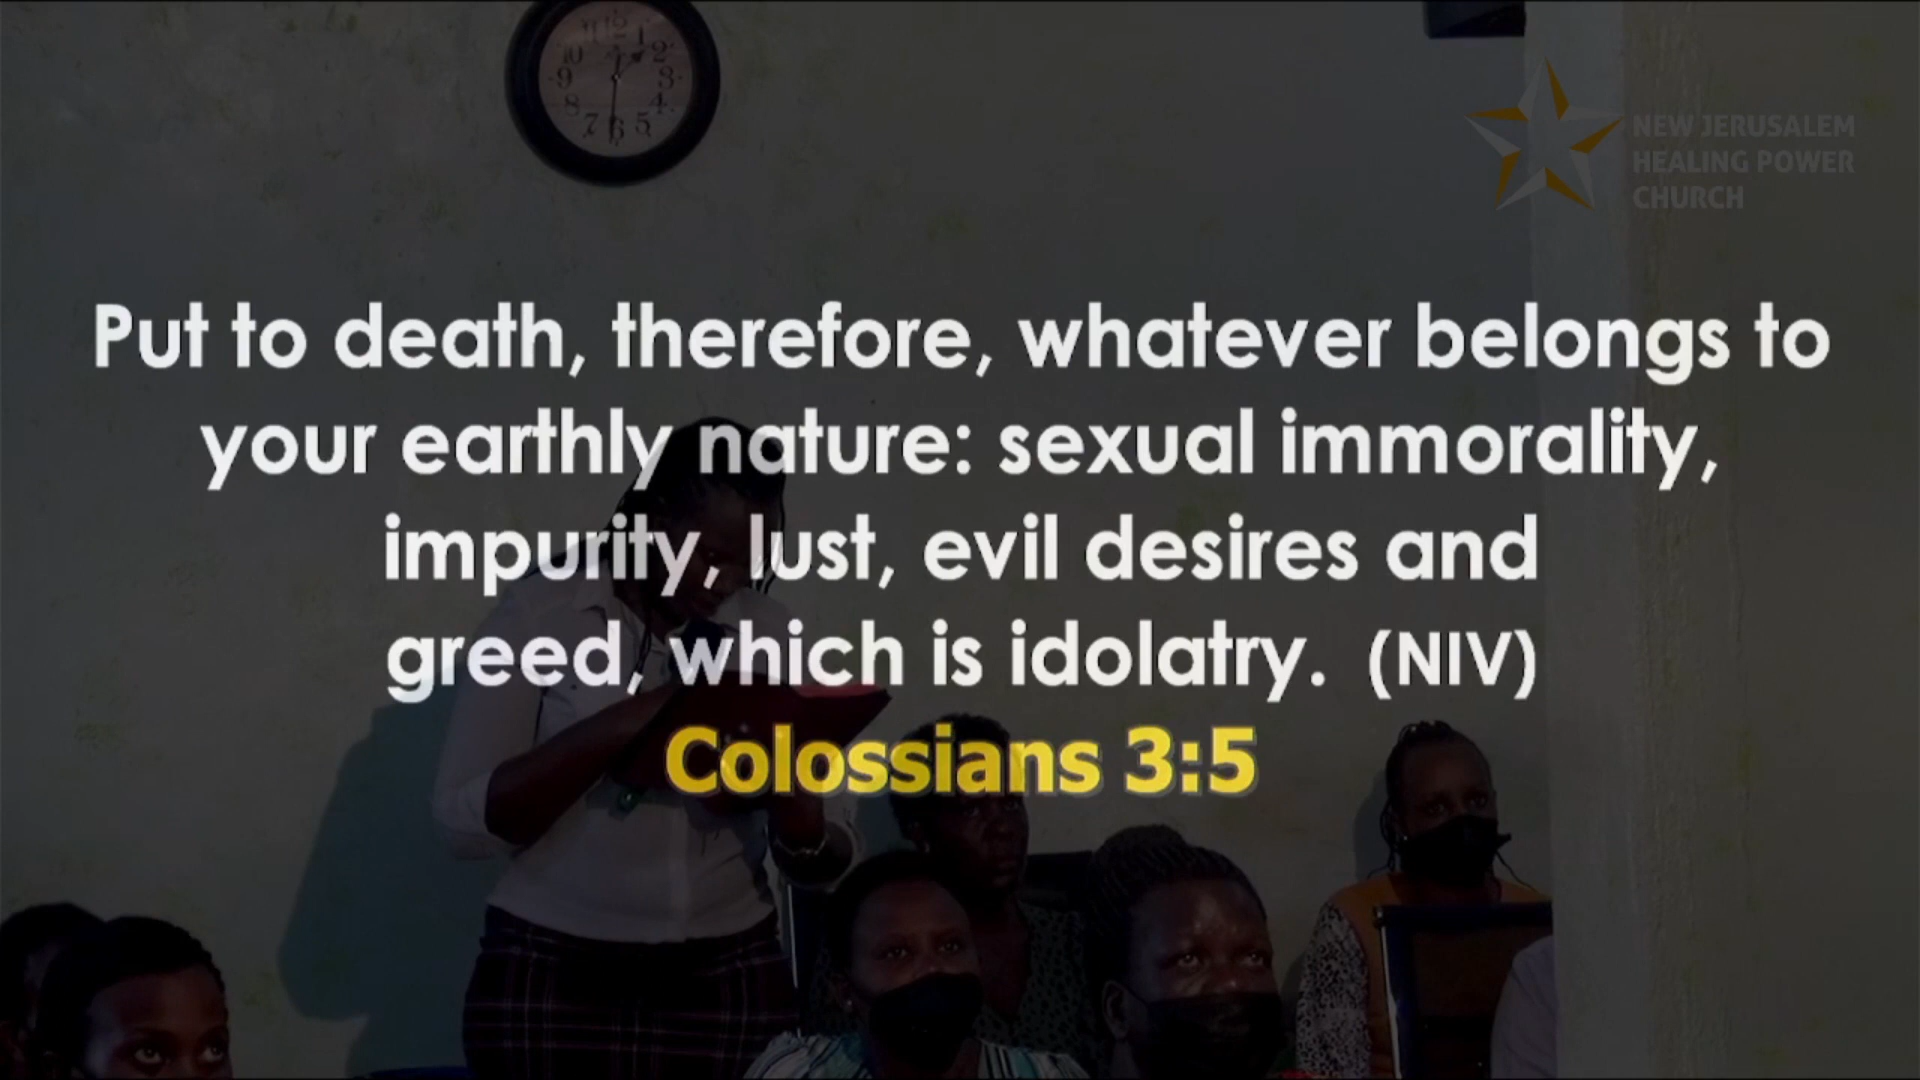 NEW JERUSALEM
HEALING POWER
CHURCH
Put to death, therefore, whatever belongs to
your earthly nature: sexual immorality,
impurity, lust, evil desires and
greed, which is idolatry. (NIV)
Colossians 3:5